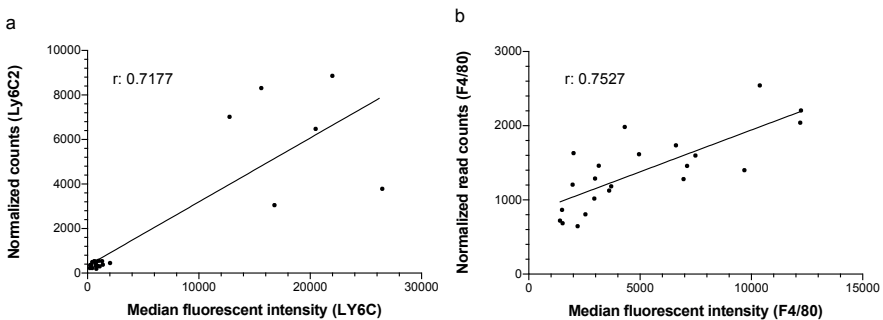 a
r: 0.7177
Normalized counts (Ly6C2)
10000
8000
6000
4000
2000
0
0
10000
20000
30000
Median fluorescent intensity (LY6C)
b
r: 0.7527
Normalized read counts (F4/80)
3000
2000
1000
0
0
5000
10000
15000
Median fluorescent intensity (F4/80)